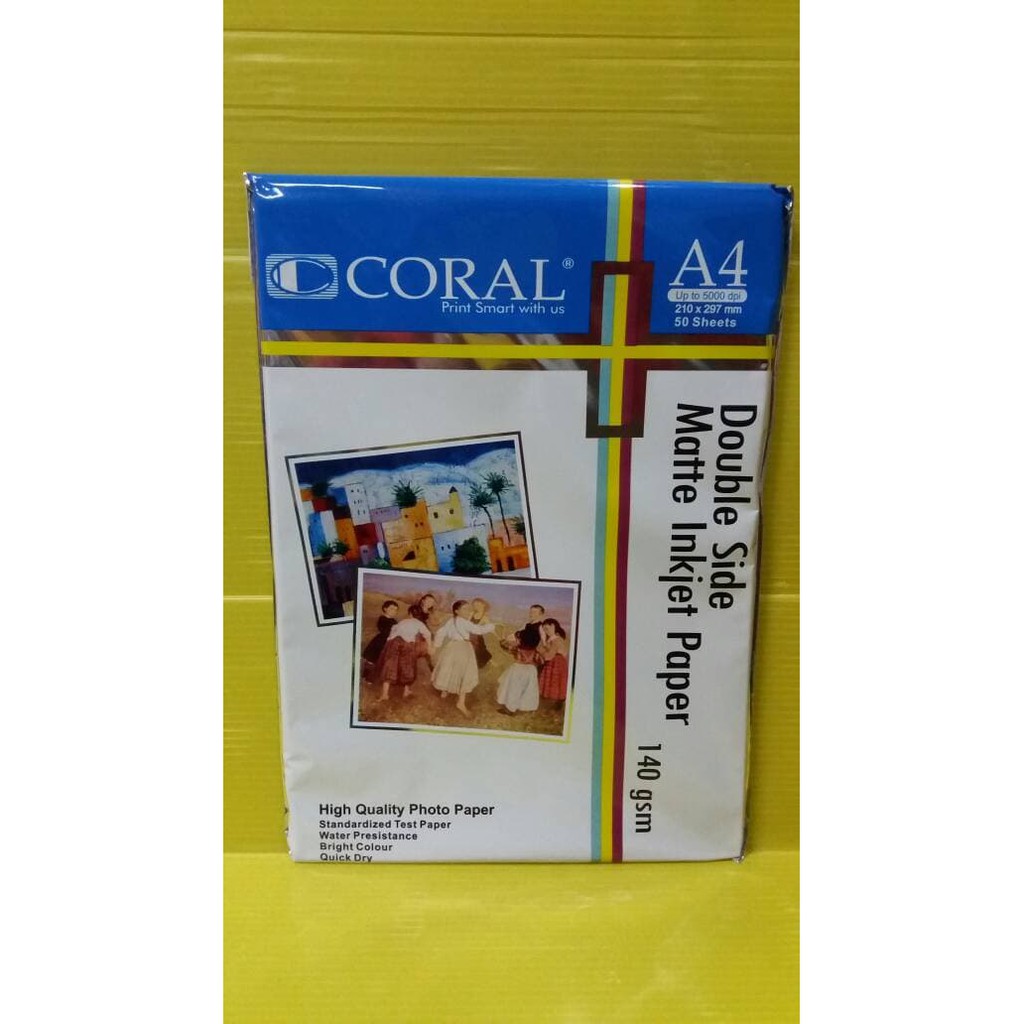 CORAL®
Print Smart with us
A4
Up to 5000 dpi
210 x 297 mm
50 Sheets
Double Side
Matte Inkjet Paper
140 gsm
High Quality Photo Paper
Standardized Test Paper
Water Presistance
Bright Colour
Quick Dry